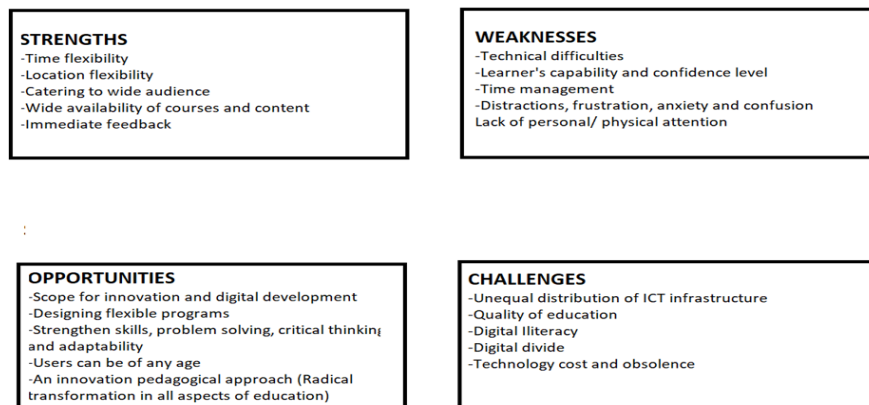 STRENGTHS
-Time flexibility
-Location flexibility
-Catering to wide audience
-Wide availability of courses and content
-Immediate feedback
WEAKNESSES
-Technical difficulties
-Learner's capability and confidence level
-Time management
-Distractions, frustration, anxiety and confusion
Lack of personal/ physical attention
:
OPPORTUNITIES
-Scope for innovation and digital development
-Designing flexible programs
-Strengthen skills, problem solving, critical thinking
and adaptability
-Users can be of any age
-An innovation pedagogical approach (Radical
transformation in all aspects of education)
CHALLENGES
-Unequal distribution of ICT infrastructure
-Quality of education
-Digital Iliteracy
-Digital divide
-Technology cost and obsolence